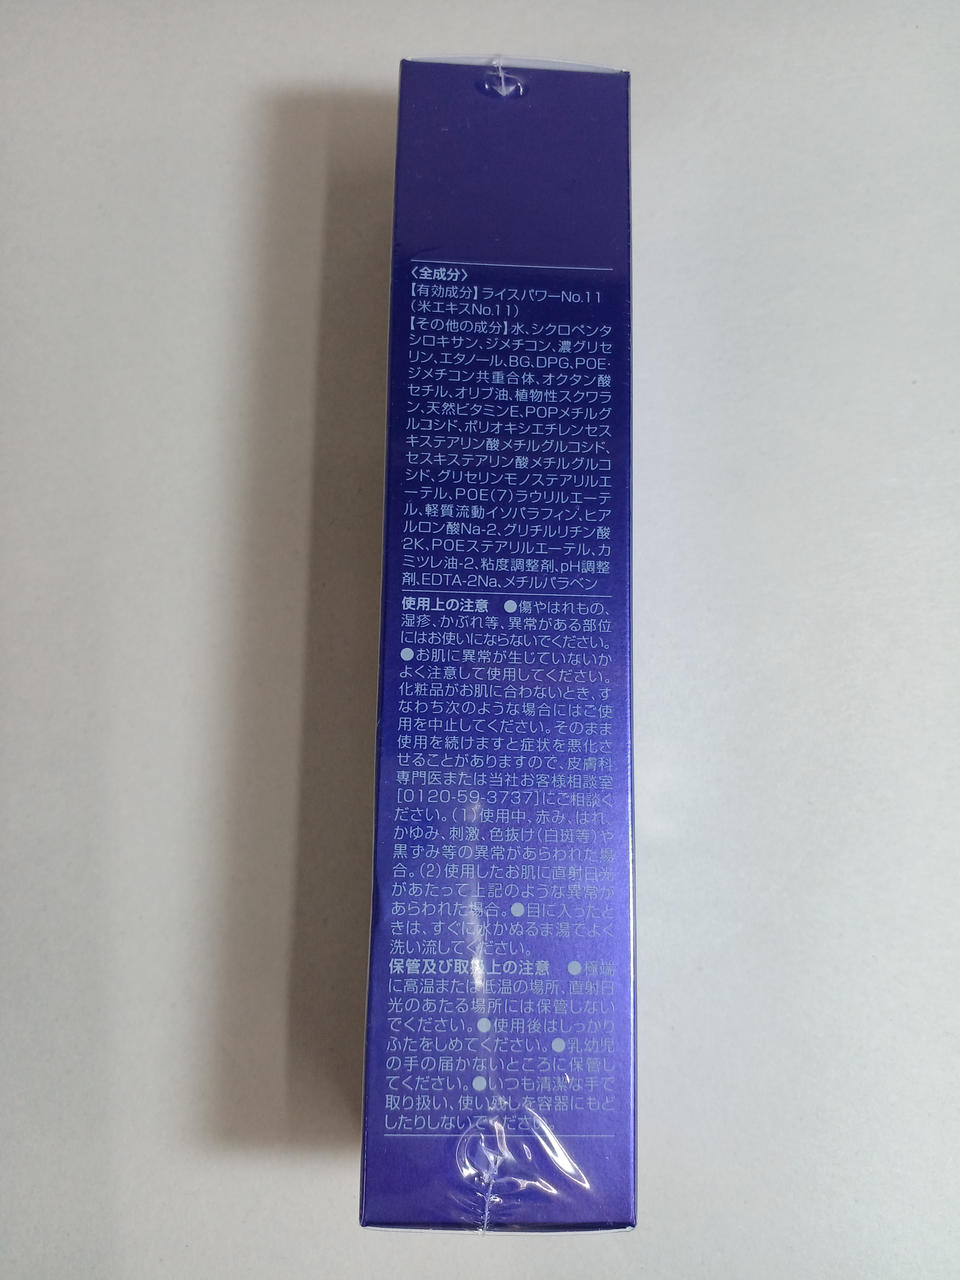 〈全成分〉
【有効成分】ライスパワーNo.11
（米エキスNo.11）
【その他の成分】水、シクロペンタ
シロキサン、ジメチコン、濃グリセ
リン、エタノール、BG、DPG、POE・
ジメチコン共重合体、オクタン酸
セチル、オリブ油、植物性スクワラ
ン、天然ビタミンE、POPメチルグ
ルコシド、ポリオキシエチレンセス
キステアリン酸メチルグルコシド、
セスキステアリン酸メチルグルコ
シド、グリセリンモノステアリルエ
ーテル、POE(7)ラウリルエーテ
ル、軽質流動イソパラフィン、ヒア
ルロン酸Na-2、グリチルリチン酸
2K、POEステアリルエーテル、カ
ミツレ油-2、粘度調整剤、pH調整
剤、EDTA-2Na、メチルパラベン
使用上の注意 ●傷やはれもの、
湿疹、かぶれ等、異常がある部位
にはお使いにならないでください。
●お肌に異常が生じていないか
よく注意して使用してください。
化粧品がお肌に合わないとき、す
なわち次のような場合にはご使
用を中止してください。そのまま
使用を続けますと症状を悪化さ
せることがありますので、皮膚科
専門医または当社お客様相談室
[0120-59-3737]にご相談く
ださい。(1)使用中、赤み、はれ、
かゆみ、刺激、色抜け(白斑等)や
黒ずみ等の異常があらわれた場
合。(2)使用したお肌に直射日光
があたって上記のような異常が
あらわれた場合。●目に入ったと
きは、すぐに水かぬるま湯でよく
洗い流してください。
保管及び取扱上の注意 ●極端
に高温または低温の場所、直射日
光のあたる場所には保管しない
でください。●使用後はしっかり
ふたをしめてください。●乳幼児
の手の届かないところに保管し
てください。●いつも清潔な手で
取り扱い、使い残しを容器にもど
したりしないでください。